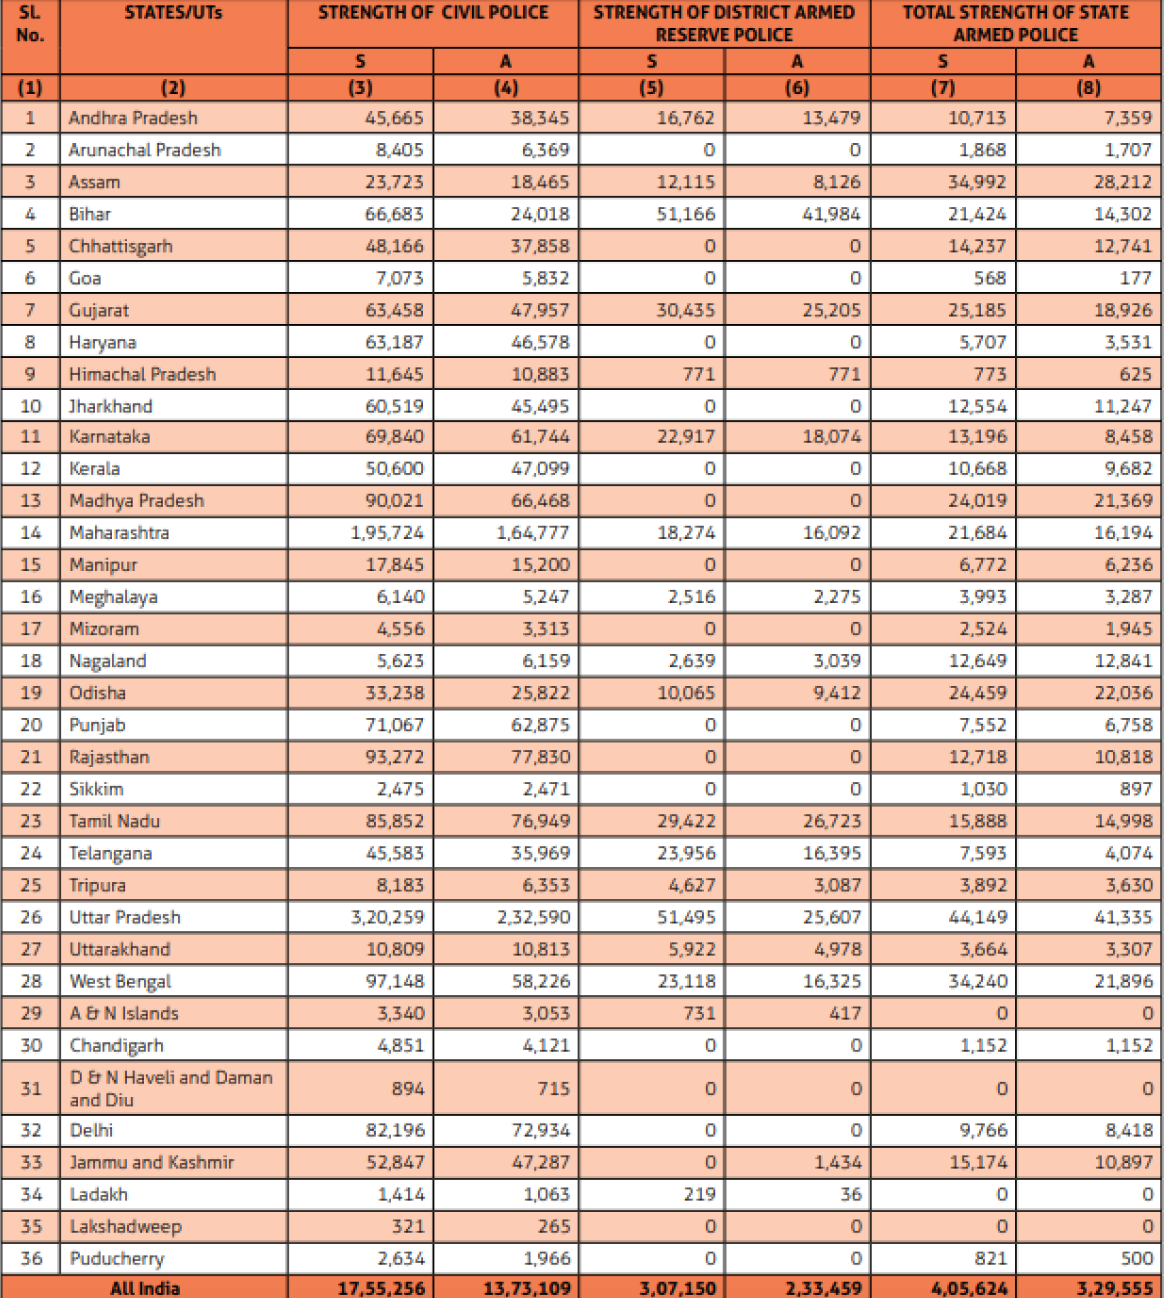 SL. No. STATES/UTs STRENGTH OF CIVIL POLICE STRENGTH OF DISTRICT ARMED RESERVE POLICE TOTAL STRENGTH OF STATE ARMED POLICE
S A S A S A
(1) (2) (3) (4) (5) (6) (7) (8)
1 Andhra Pradesh 45,665 38,345 16,762 13,479 10,713 7,359
2 Arunachal Pradesh 8,405 6,369 0 0 1,868 1,707
3 Assam 23,723 18,465 12,115 8,126 34,992 28,212
4 Bihar 66,683 24,018 51,166 41,984 21,424 14,302
5 Chhattisgarh 48,166 37,858 0 0 14,237 12,741
6 Goa 7,073 5,832 0 0 568 177
7 Gujarat 63,458 47,957 30,435 25,205 25,185 18,926
8 Haryana 63,187 46,578 0 0 5,707 3,531
9 Himachal Pradesh 11,645 10,883 771 771 773 625
10 Jharkhand 60,519 45,495 0 0 12,554 11,247
11 Karnataka 69,840 61,744 22,917 18,074 13,196 8,458
12 Kerala 50,600 47,099 0 0 10,668 9,682
13 Madhya Pradesh 90,021 66,468 0 0 24,019 21,369
14 Maharashtra 1,95,724 1,64,777 18,274 16,092 21,684 16,194
15 Manipur 17,845 15,200 0 0 6,772 6,236
16 Meghalaya 6,140 5,247 2,516 2,275 3,993 3,287
17 Mizoram 4,556 3,313 0 0 2,524 1,945
18 Nagaland 5,623 6,159 2,639 3,039 12,649 12,841
19 Odisha 33,238 25,822 10,065 9,412 24,459 22,036
20 Punjab 71,067 62,875 0 0 7,552 6,758
21 Rajasthan 93,272 77,830 0 0 12,718 10,818
22 Sikkim 2,475 2,471 0 0 1,030 897
23 Tamil Nadu 85,852 76,949 29,422 26,723 15,888 14,998
24 Telangana 45,583 35,969 23,956 16,395 7,593 4,074
25 Tripura 8,183 6,353 4,627 3,087 3,892 3,630
26 Uttar Pradesh 3,20,259 2,32,590 51,495 25,607 44,149 41,335
27 Uttarakhand 10,809 10,813 5,922 4,978 3,664 3,307
28 West Bengal 97,148 58,226 23,118 16,325 34,240 21,896
29 A & N Islands 3,340 3,053 731 417 0 0
30 Chandigarh 4,851 4,121 0 0 1,152 1,152
31 D & N Haveli and Daman and Diu 894 715 0 0 0 0
32 Delhi 82,196 72,934 0 0 9,766 8,418
33 Jammu and Kashmir 52,847 47,287 0 1,434 15,174 10,897
34 Ladakh 1,414 1,063 219 36 0 0
35 Lakshadweep 321 265 0 0 0 0
36 Puducherry 2,634 1,966 0 0 821 500
All India 17,55,256 13,73,109 3,07,150 2,33,459 4,05,624 3,29,555